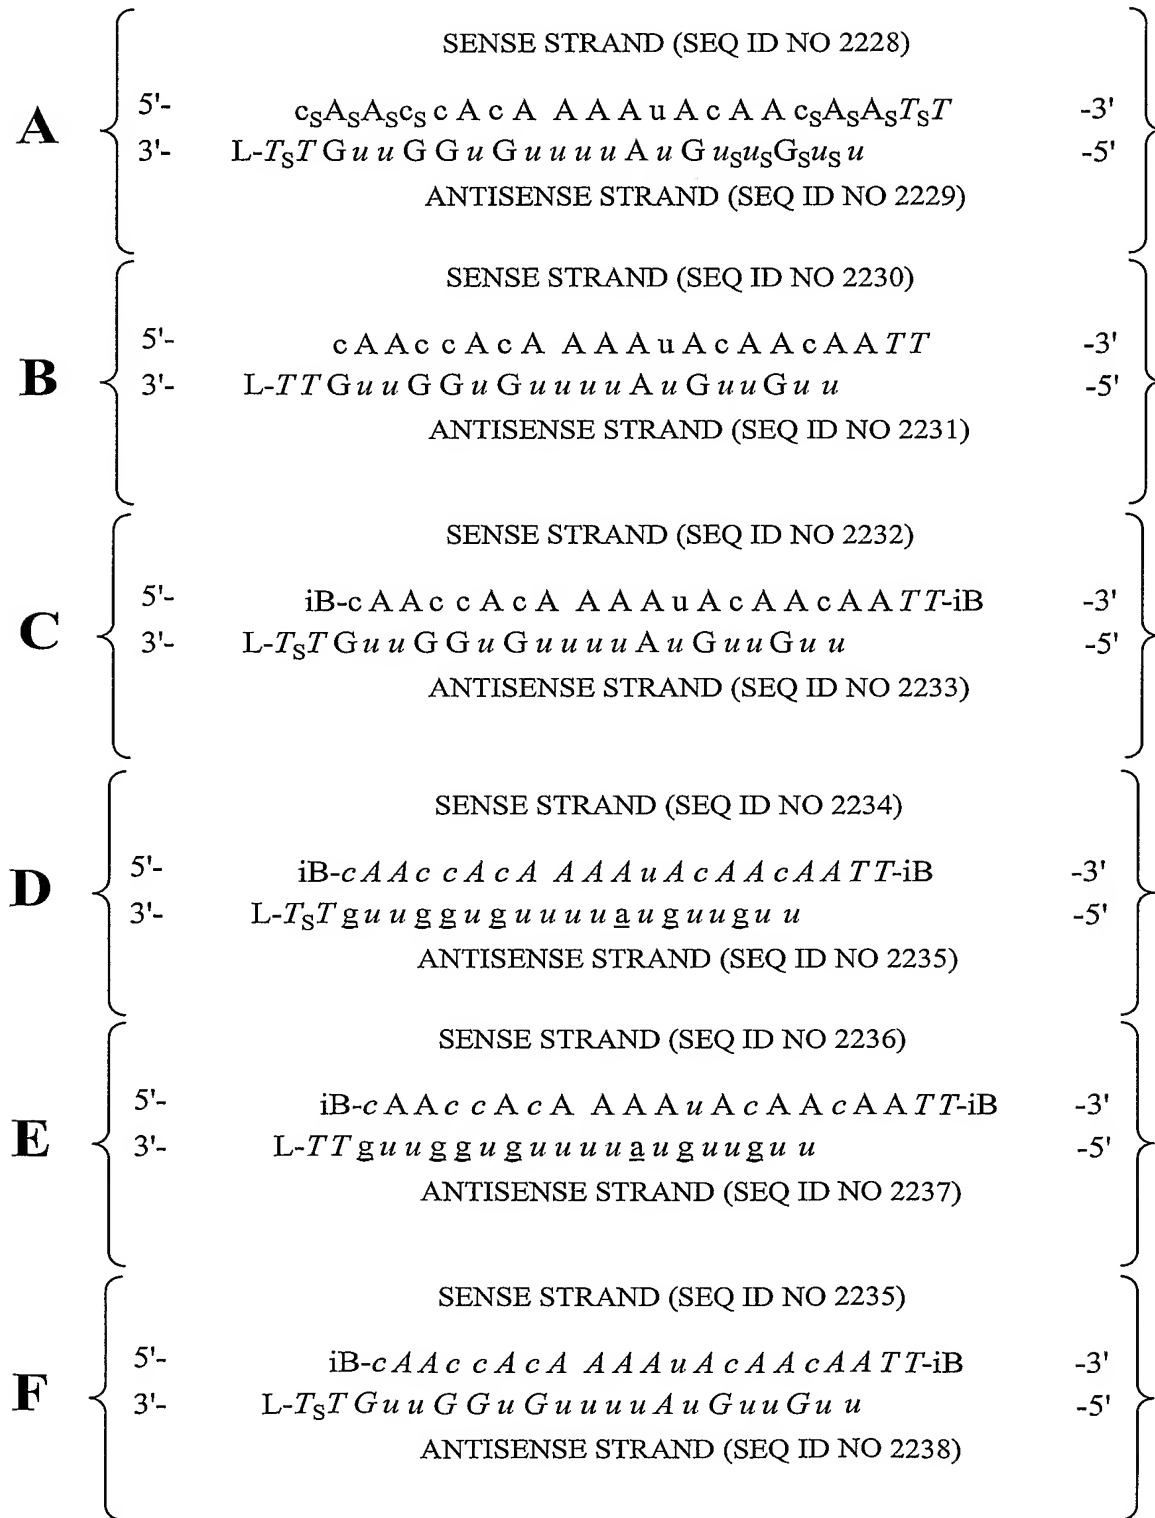 SENSE STRAND (SEQ ID NO 2228)
A
5'- cSASAScS c A c A A A A u A c A A cSASASTST -3'
3'- L-TST G u u G G u G u u u u A u G uSuSGSuS u -5'
ANTISENSE STRAND (SEQ ID NO 2229)
SENSE STRAND (SEQ ID NO 2230)
B
5'- c A A c c A c A A A A u A c A A c A A T T -3'
3'- L-T T G u u G G u G u u u u A u G u u G u u -5'
ANTISENSE STRAND (SEQ ID NO 2231)
SENSE STRAND (SEQ ID NO 2232)
C
5'- iB-c A A c c A c A A A A u A c A A c A A T T-iB -3'
3'- L-TST G u u G G u G u u u u A u G u u G u u -5'
ANTISENSE STRAND (SEQ ID NO 2233)
SENSE STRAND (SEQ ID NO 2234)
D
5'- iB-c A A c c A c A A A A u A c A A c A A T T-iB -3'
3'- L-TST g u u g g u g u u u u a u g u u g u u -5'
ANTISENSE STRAND (SEQ ID NO 2235)
SENSE STRAND (SEQ ID NO 2236)
E
5'- iB-c A A c c A c A A A A u A c A A c A A T T-iB -3'
3'- L-T T g u u g g u g u u u u a u g u u g u u -5'
ANTISENSE STRAND (SEQ ID NO 2237)
SENSE STRAND (SEQ ID NO 2235)
F
5'- iB-c A A c c A c A A A A u A c A A c A A T T-iB -3'
3'- L-TST G u u G G u G u u u u A u G u u G u u -5'
ANTISENSE STRAND (SEQ ID NO 2238)